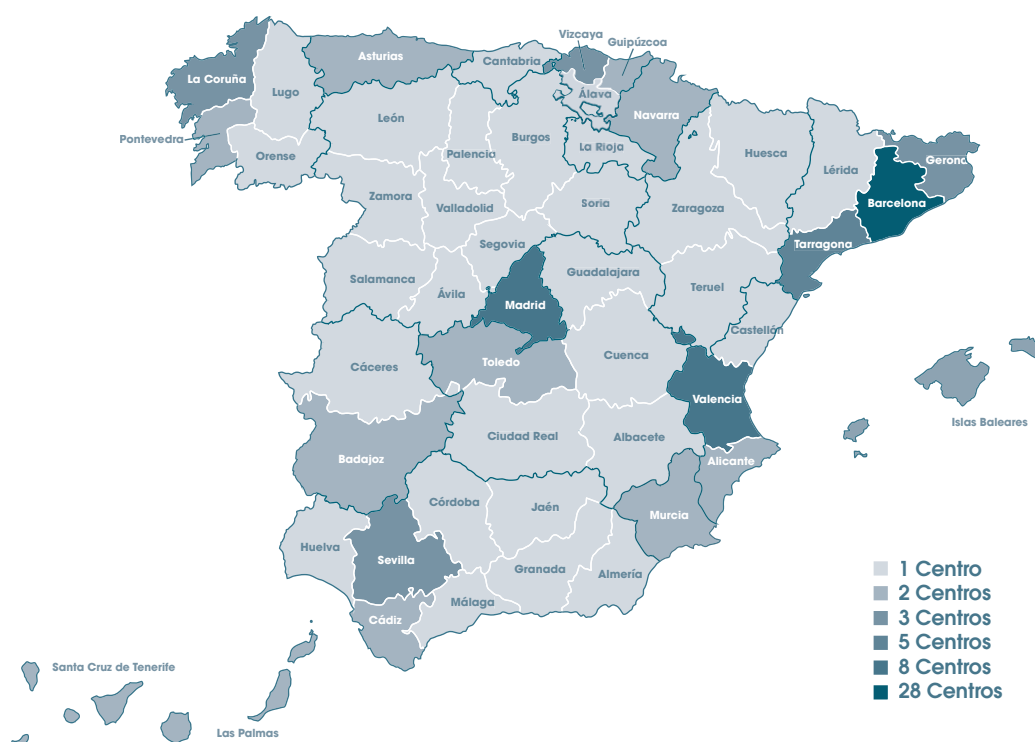 Vizcaya
Guipúzcoa
Asturias
Cantabria
La Coruña
Lugo
Álava
Navarra
León
Pontevedra
Burgos
La Rioja
Palencia
Orense
Huesca
Lérida
Geron
Zamora
Valladolid
Soria
Zaragoza
Barcelona
Segovia
Tarragona
Salamanca
Ávila
Guadalajara
Teruel
Madrid
Castellón
Toledo
Cuenca
Cáceres
Valencia
Islas Baleares
Ciudad Real
Albacete
Badajoz
Alicante
Córdoba
Jaén
Murcia
Huelva
Sevilla
Granada
Almería
Málaga
Cádiz
1 Centro
2 Centros
3 Centros
5 Centros
8 Centros
28 Centros
Santa Cruz de Tenerife
Las Palmas